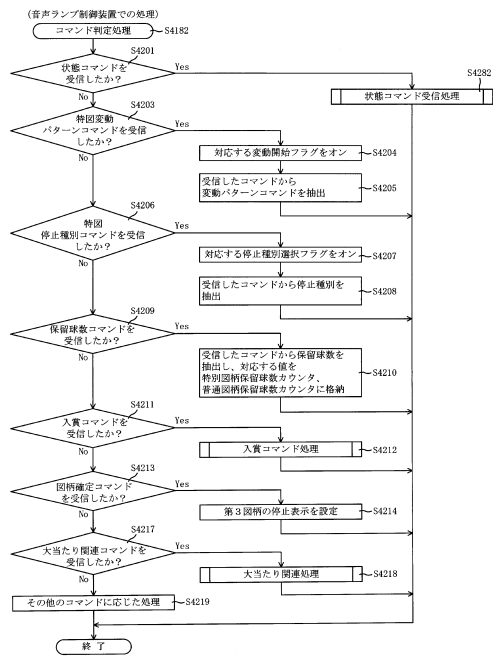 (音声ランプ制御装置での処理)
コマンド判定処理
S4182
S4201
状態コマンドを
受信したか？
Yes
No
S4282
状態コマンド受信処理
S4203
特図変動
パターンコマンドを受信
したか？
Yes
No
対応する変動開始フラグをオン
S4204
受信したコマンドから
変動パターンコマンドを抽出
S4205
S4206
特図
停止種別コマンドを受信
したか？
Yes
No
対応する停止種別選択フラグをオン
S4207
受信したコマンドから停止種別を
抽出
S4208
S4209
保留球数コマンドを
受信したか？
Yes
No
受信したコマンドから保留球数を
抽出し、対応する値を
特別図柄保留球数カウンタ、
普通図柄保留球数カウンタに格納
S4210
S4211
入賞コマンドを
受信したか？
Yes
No
入賞コマンド処理
S4212
S4213
図柄確定コマンド
を受信したか？
Yes
No
第３図柄の停止表示を設定
S4214
S4217
大当たり関連コマンドを
受信したか？
Yes
No
大当たり関連処理
S4218
その他のコマンドに応じた処理
S4219
終了